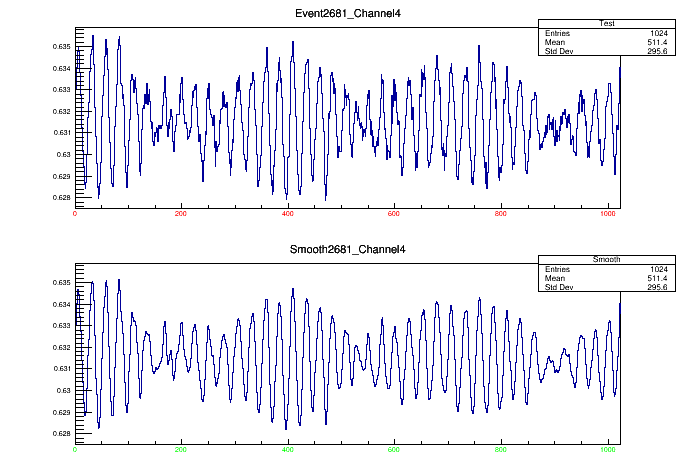 Event2681_Channel4
Test
Entries 1024
Mean 511.4
Std Dev 295.6
0.635
0.634
0.633
0.632
0.631
0.63
0.629
0.628
0 200 400 600 800 1000
Smooth2681_Channel4
Smooth
Entries 1024
Mean 511.4
Std Dev 295.6
0.635
0.634
0.633
0.632
0.631
0.63
0.629
0.628
0 200 400 600 800 1000